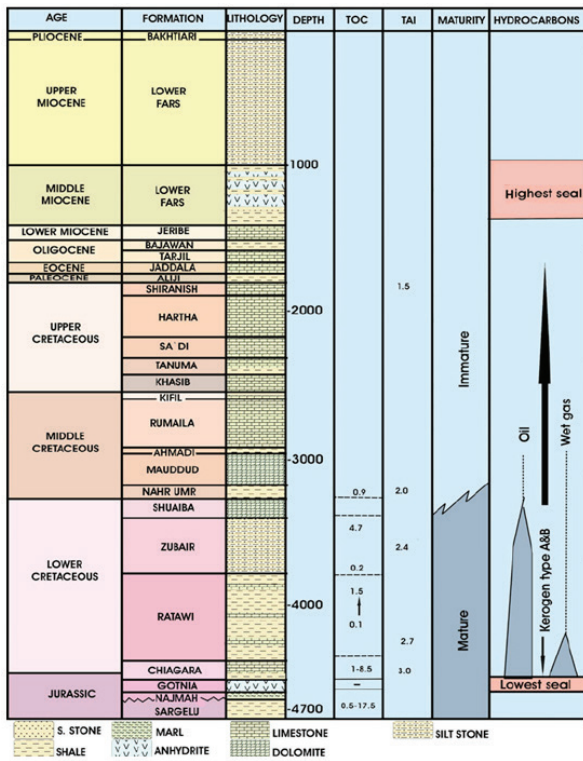 AGE FORMATION LITHOLOGY DEPTH TOC TAI MATURITY HYDROCARBONS
PLIOCENE BAKHTIARI
UPPER MIOCENE LOWER FARS
-1000
MIDDLE MIOCENE LOWER FARS Highest seal
LOWER MIOCENE JERIBE
OLIGOCENE BAJAWAN
TARJIL
EOCENE JADDALA
PALEOCENE ALIJI
UPPER CRETACEOUS SHIRANISH 1.5
HARTHA -2000
SA`DI
TANUMA
KHASIB
Immature
MIDDLE CRETACEOUS KIFIL
RUMAILA
AHMADI
MAUDDUD -3000
NAHR UMR 0.9 2.0
Oil
Wet gas
LOWER CRETACEOUS SHUAIBA
ZUBAIR 4.7 2.4
0.2
RATAWI 1.5
-4000
0.1
2.7
CHIAGARA 1-8.5 3.0
Mature
Kerogen type A&B
JURASSIC GOTNIA – Lowest seal
NAJMAH
SARGELU 0.5-17.5
-4700
S. STONE MARL LIMESTONE SILT STONE
SHALE ANHYDRITE DOLOMITE